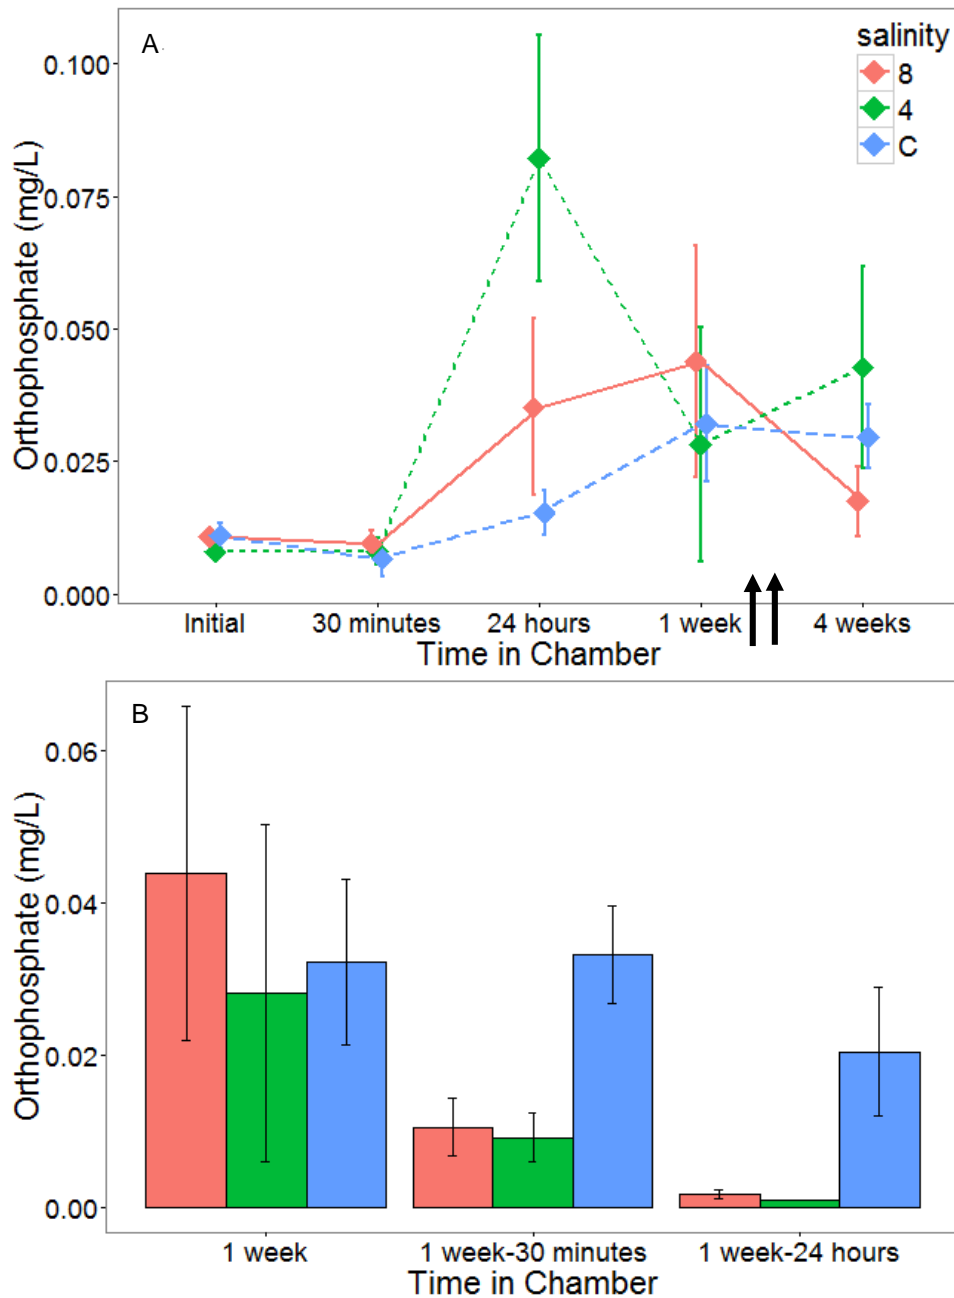 A
salinity
8
4
C
0.100
0.075
0.050
0.025
0.000
Orthophosphate (mg/L)
Initial 30 minutes 24 hours 1 week 4 weeks
Time in Chamber
B
0.06
0.04
0.02
0.00
Orthophosphate (mg/L)
1 week 1 week-30 minutes 1 week-24 hours
Time in Chamber